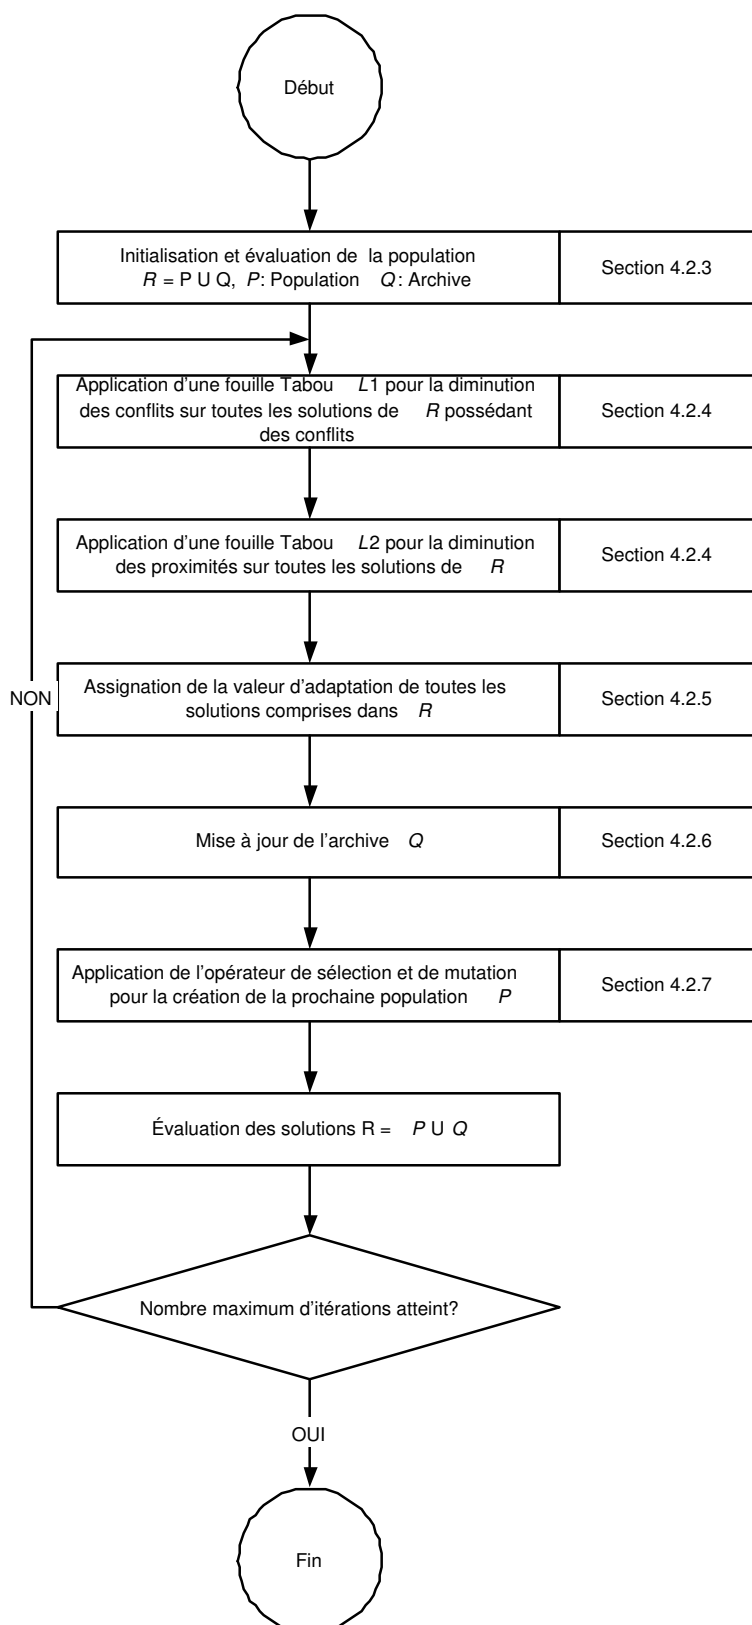 Début
Initialisation et évaluation de la population
R = P U Q, P: Population Q: Archive
Section 4.2.3
Application d'une fouille Tabou L1 pour la diminution
des conflits sur toutes les solutions de R possédant
des conflits
Section 4.2.4
Application d'une fouille Tabou L2 pour la diminution
des proximités sur toutes les solutions de R
Section 4.2.4
NON
Assignation de la valeur d'adaptation de toutes les
solutions comprises dans R
Section 4.2.5
Mise à jour de l'archive Q
Section 4.2.6
Application de l'opérateur de sélection et de mutation
pour la création de la prochaine population P
Section 4.2.7
Évaluation des solutions R = P U Q
Nombre maximum d'itérations atteint?
OUI
Fin